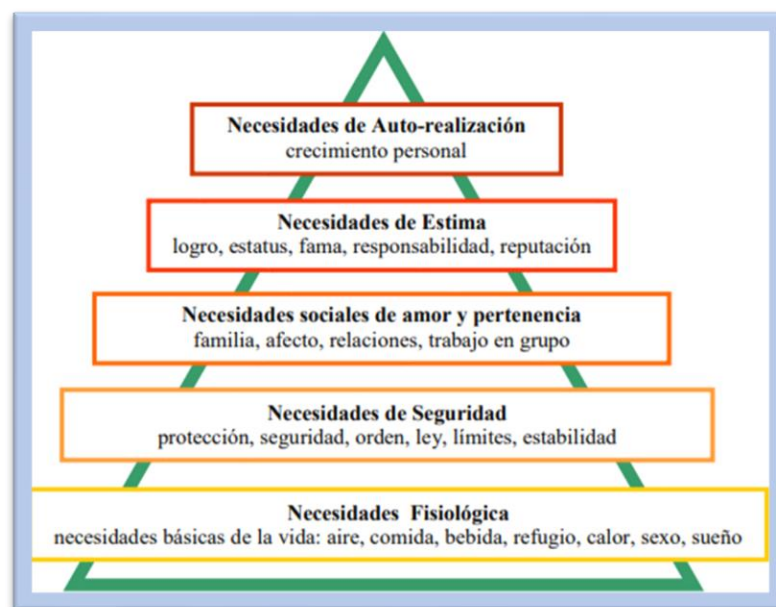 Necesidades de Auto-realización
crecimiento personal
Necesidades de Estima
logro, estatus, fama, responsabilidad, reputación
Necesidades sociales de amor y pertenencia
familia, afecto, relaciones, trabajo en grupo
Necesidades de Seguridad
protección, seguridad, orden, ley, límites, estabilidad
Necesidades Fisiológica
necesidades básicas de la vida: aire, comida, bebida, refugio, calor, sexo, sueño